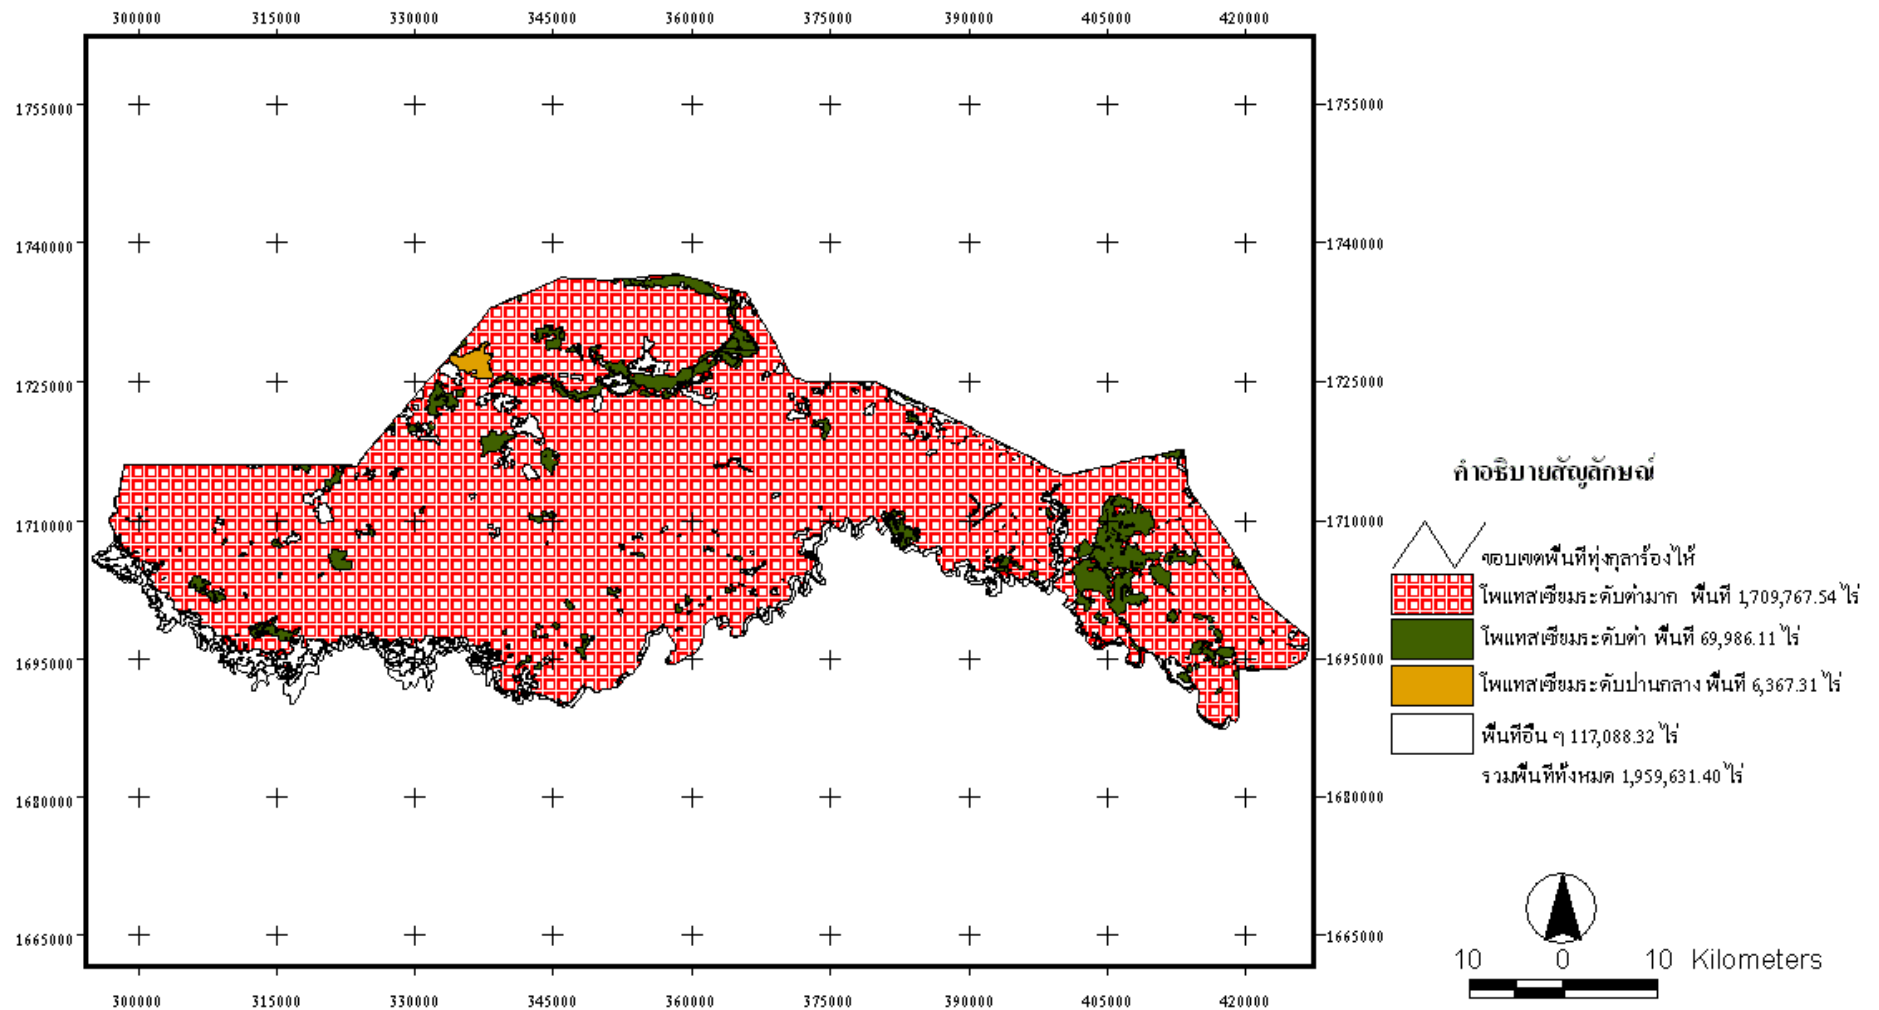 300000 315000 330000 345000 360000 375000 390000 405000 420000
1755000 1755000
1740000 1740000
1725000 1725000
1710000 1710000
1695000 1695000
1680000 1680000
1665000 1665000
300000 315000 330000 345000 360000 375000 390000 405000 420000
คำอธิบายสัญลักษณ์
ขอบเขตพื้นที่ทุ่งกุลาร้องไห้
โพแทสเซียมระดับต่ำมาก พื้นที่ 1,709,767.54 ไร่
โพแทสเซียมระดับต่ำ พื้นที่ 69,986.11 ไร่
โพแทสเซียมระดับปานกลาง พื้นที่ 6,367.31 ไร่
พื้นที่อื่น ๆ 117,088.32 ไร่
รวมพื้นที่ทั้งหมด 1,959,631.40 ไร่
10 0 10 Kilometers